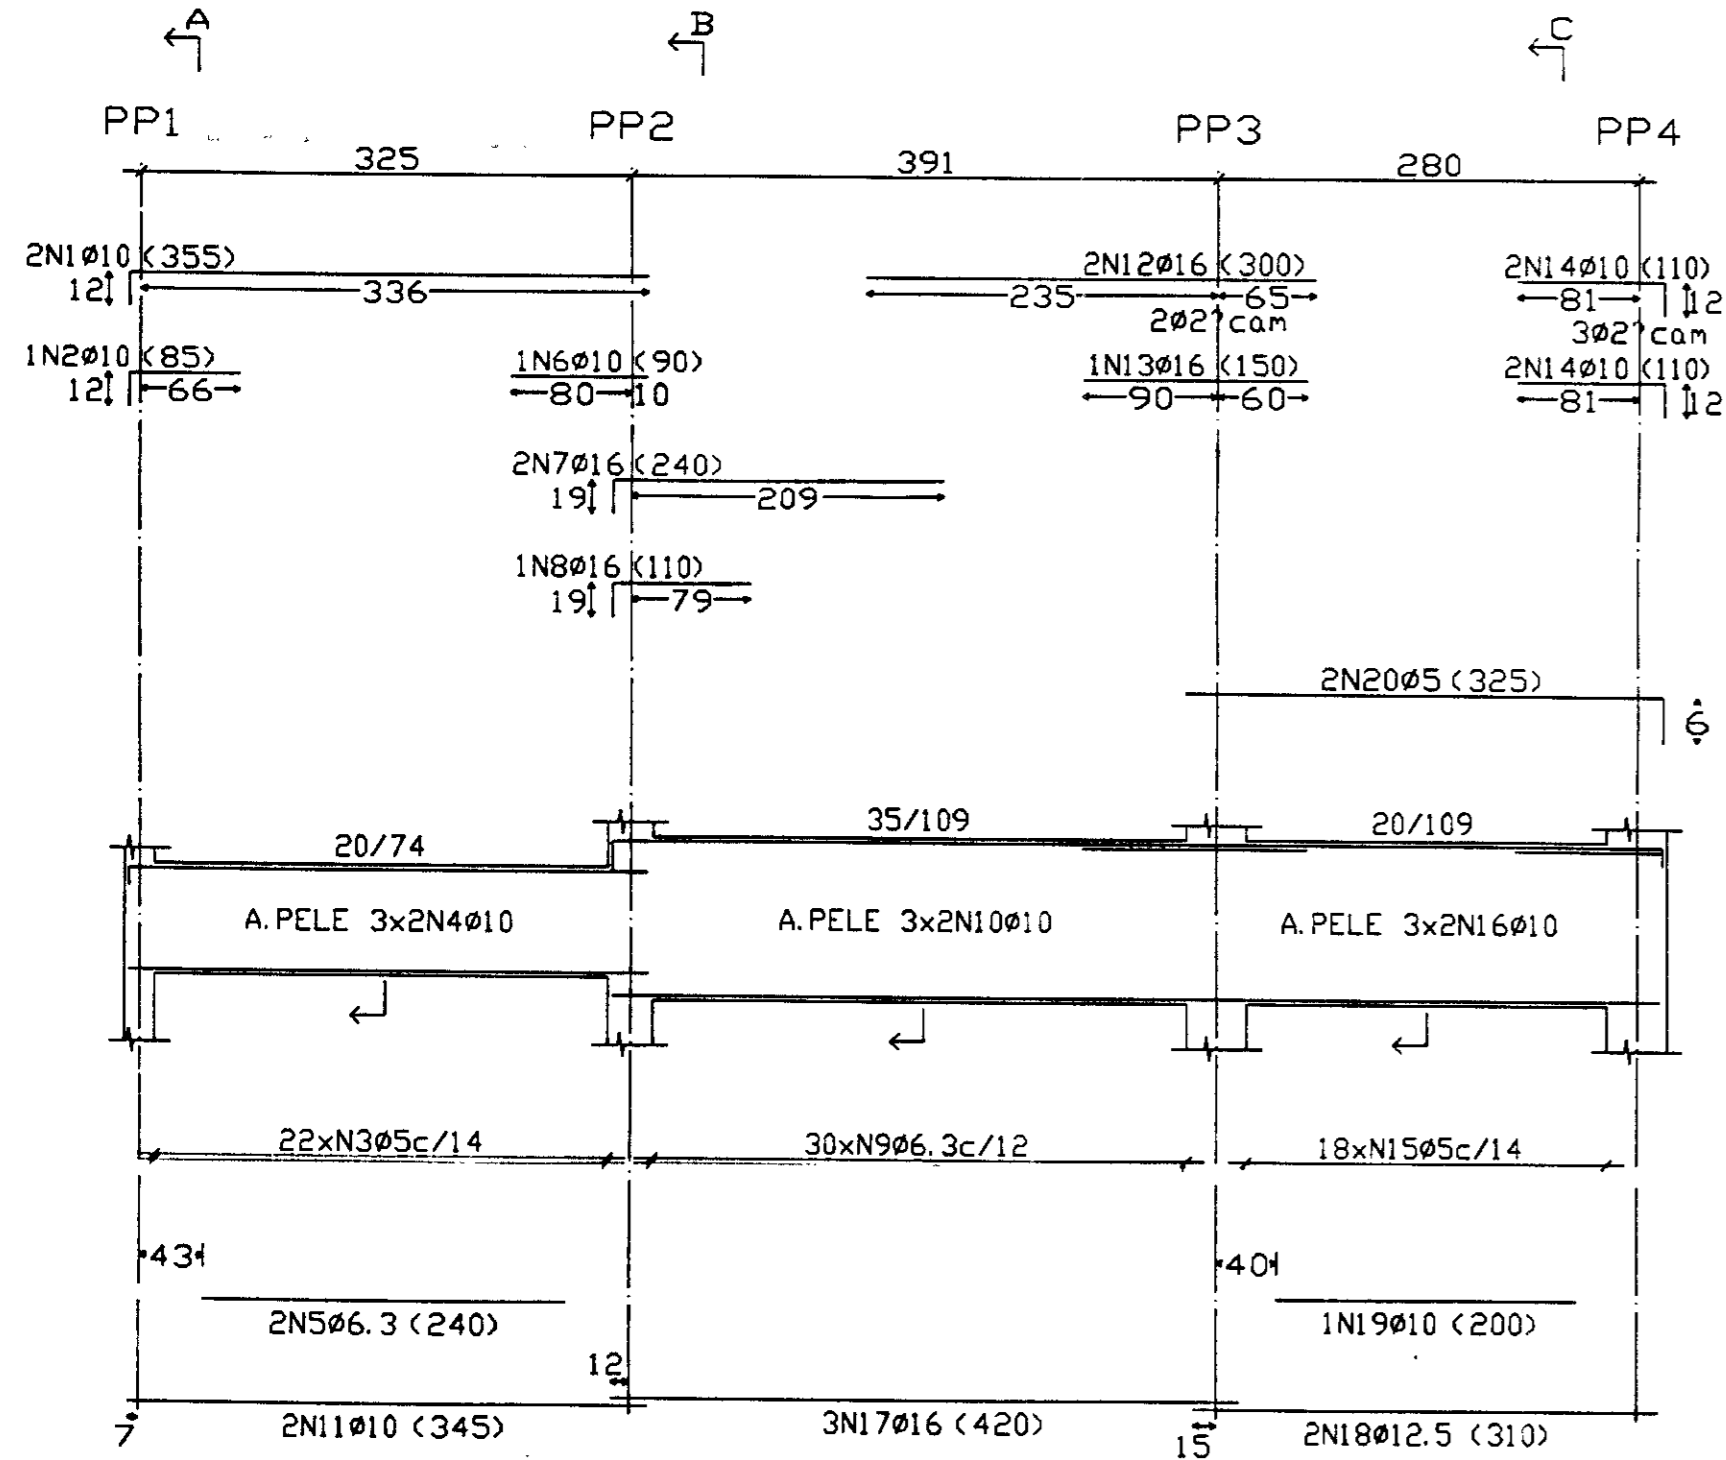 A B C
PP1 PP2 PP3 PP4
325 391 280
2N1ø10 (355) 2N12ø16 (300) 2N14ø10 (110)
12 336 235 65 81 12
2ø2º cam 3ø2º cam
1N2ø10 (85) 1N6ø10 (90) 1N13ø16 (150) 2N14ø10 (110)
12 66 80 10 90 60 81 12
2N7ø16 (240)
19 209
1N8ø16 (110)
19 79
2N20ø5 (325)
6
20/74 35/109 20/109
A. PELE 3x2N4ø10 A. PELE 3x2N10ø10 A. PELE 3x2N16ø10
22xN3ø5c/14 30xN9ø6.3c/12 18xN15ø5c/14
43 40
2N5ø6.3 (240) 1N19ø10 (200)
12
7 2N11ø10 (345) 3N17ø16 (420) 15 2N18ø12.5 (310)